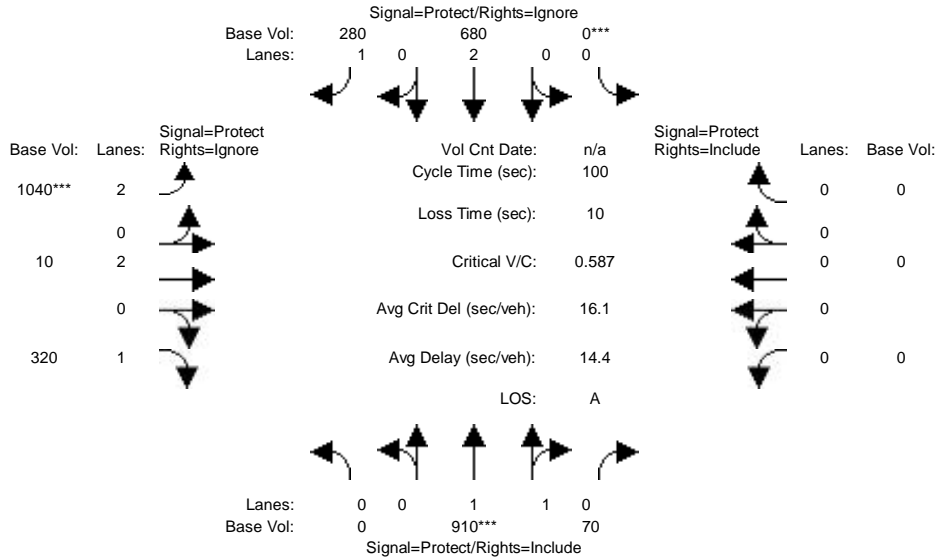 Signal=Protect/Rights=Ignore
Base Vol: 280 680 0***
Lanes: 1 0 2 0 0
Signal=Protect
Rights=Ignore
Base Vol: Lanes:
1040*** 2
0
10 2
0
320 1
Vol Cnt Date: n/a
Cycle Time (sec): 100
Loss Time (sec): 10
Critical V/C: 0.587
Avg Crit Del (sec/veh): 16.1
Avg Delay (sec/veh): 14.4
LOS: A
Signal=Protect
Rights=Include
Lanes: Base Vol:
0 0
0
0 0
0
0 0
Lanes: 0 0 1 1 0
Base Vol: 0 910*** 70
Signal=Protect/Rights=Include